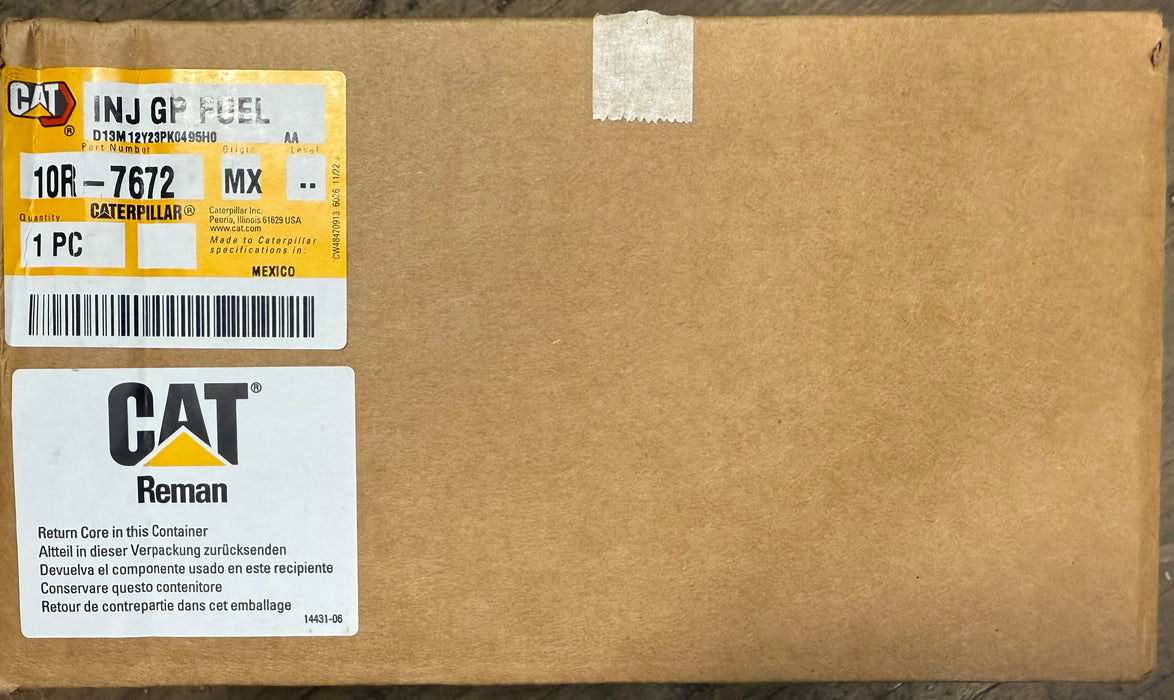 CAT ®
INJ GP FUEL
D13M12Y23PK0495H0 AA
Part Number Origin Level
10R-7672 MX --
CW48470913 6026 11/22
Quantity CATERPILLAR®
1 PC
Caterpillar Inc.
Peoria, Illinois 61629 USA
www.cat.com
Made to Caterpillar
specifications in:
MEXICO
CAT®
Reman
Return Core in this Container
Altteil in dieser Verpackung zurücksenden
Devuelva el componente usado en este recipiente
Conservare questo contenitore
Retour de contrepartie dans cet emballage
14431-06